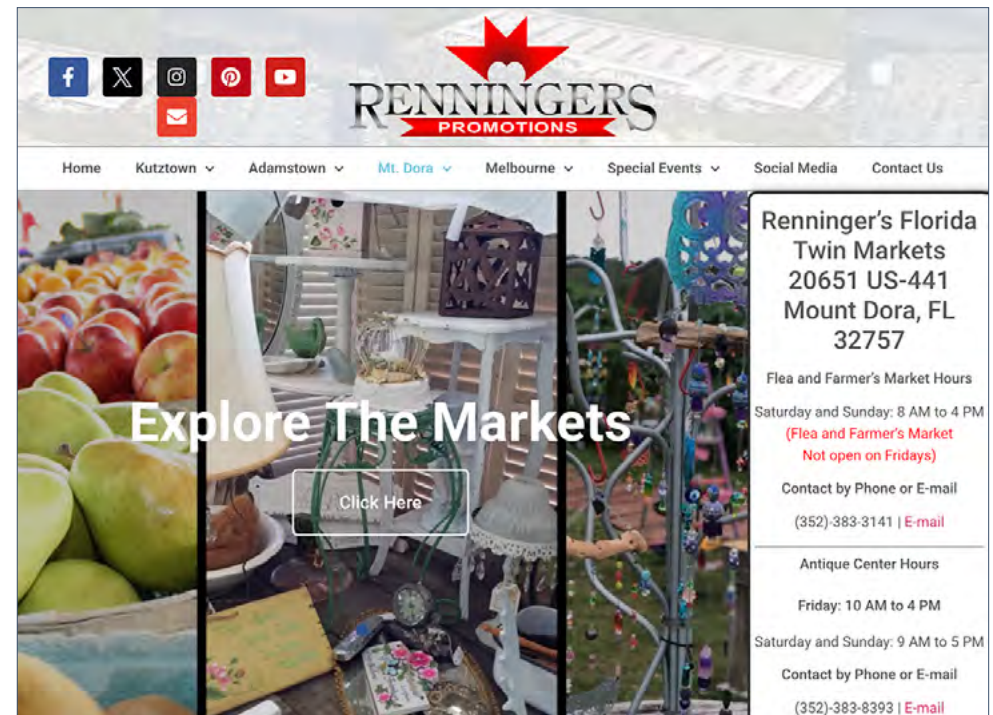 RENNINGERS
PROMOTIONS
Home
Kutztown
Adamstown
Mt. Dora
Melbourne
Special Events
Social Media
Contact Us
Explore The Markets
Click Here
Renninger's Florida
Twin Markets
20651 US-441
Mount Dora, FL
32757
Flea and Farmer's Market Hours
Saturday and Sunday: 8 AM to 4 PM
(Flea and Farmer's Market
Not open on Fridays)
Contact by Phone or E-mail
(352)-383-3141 | E-mail
Antique Center Hours
Friday: 10 AM to 4 PM
Saturday and Sunday: 9 AM to 5 PM
Contact by Phone or E-mail
(352)-383-8393 | E-mail